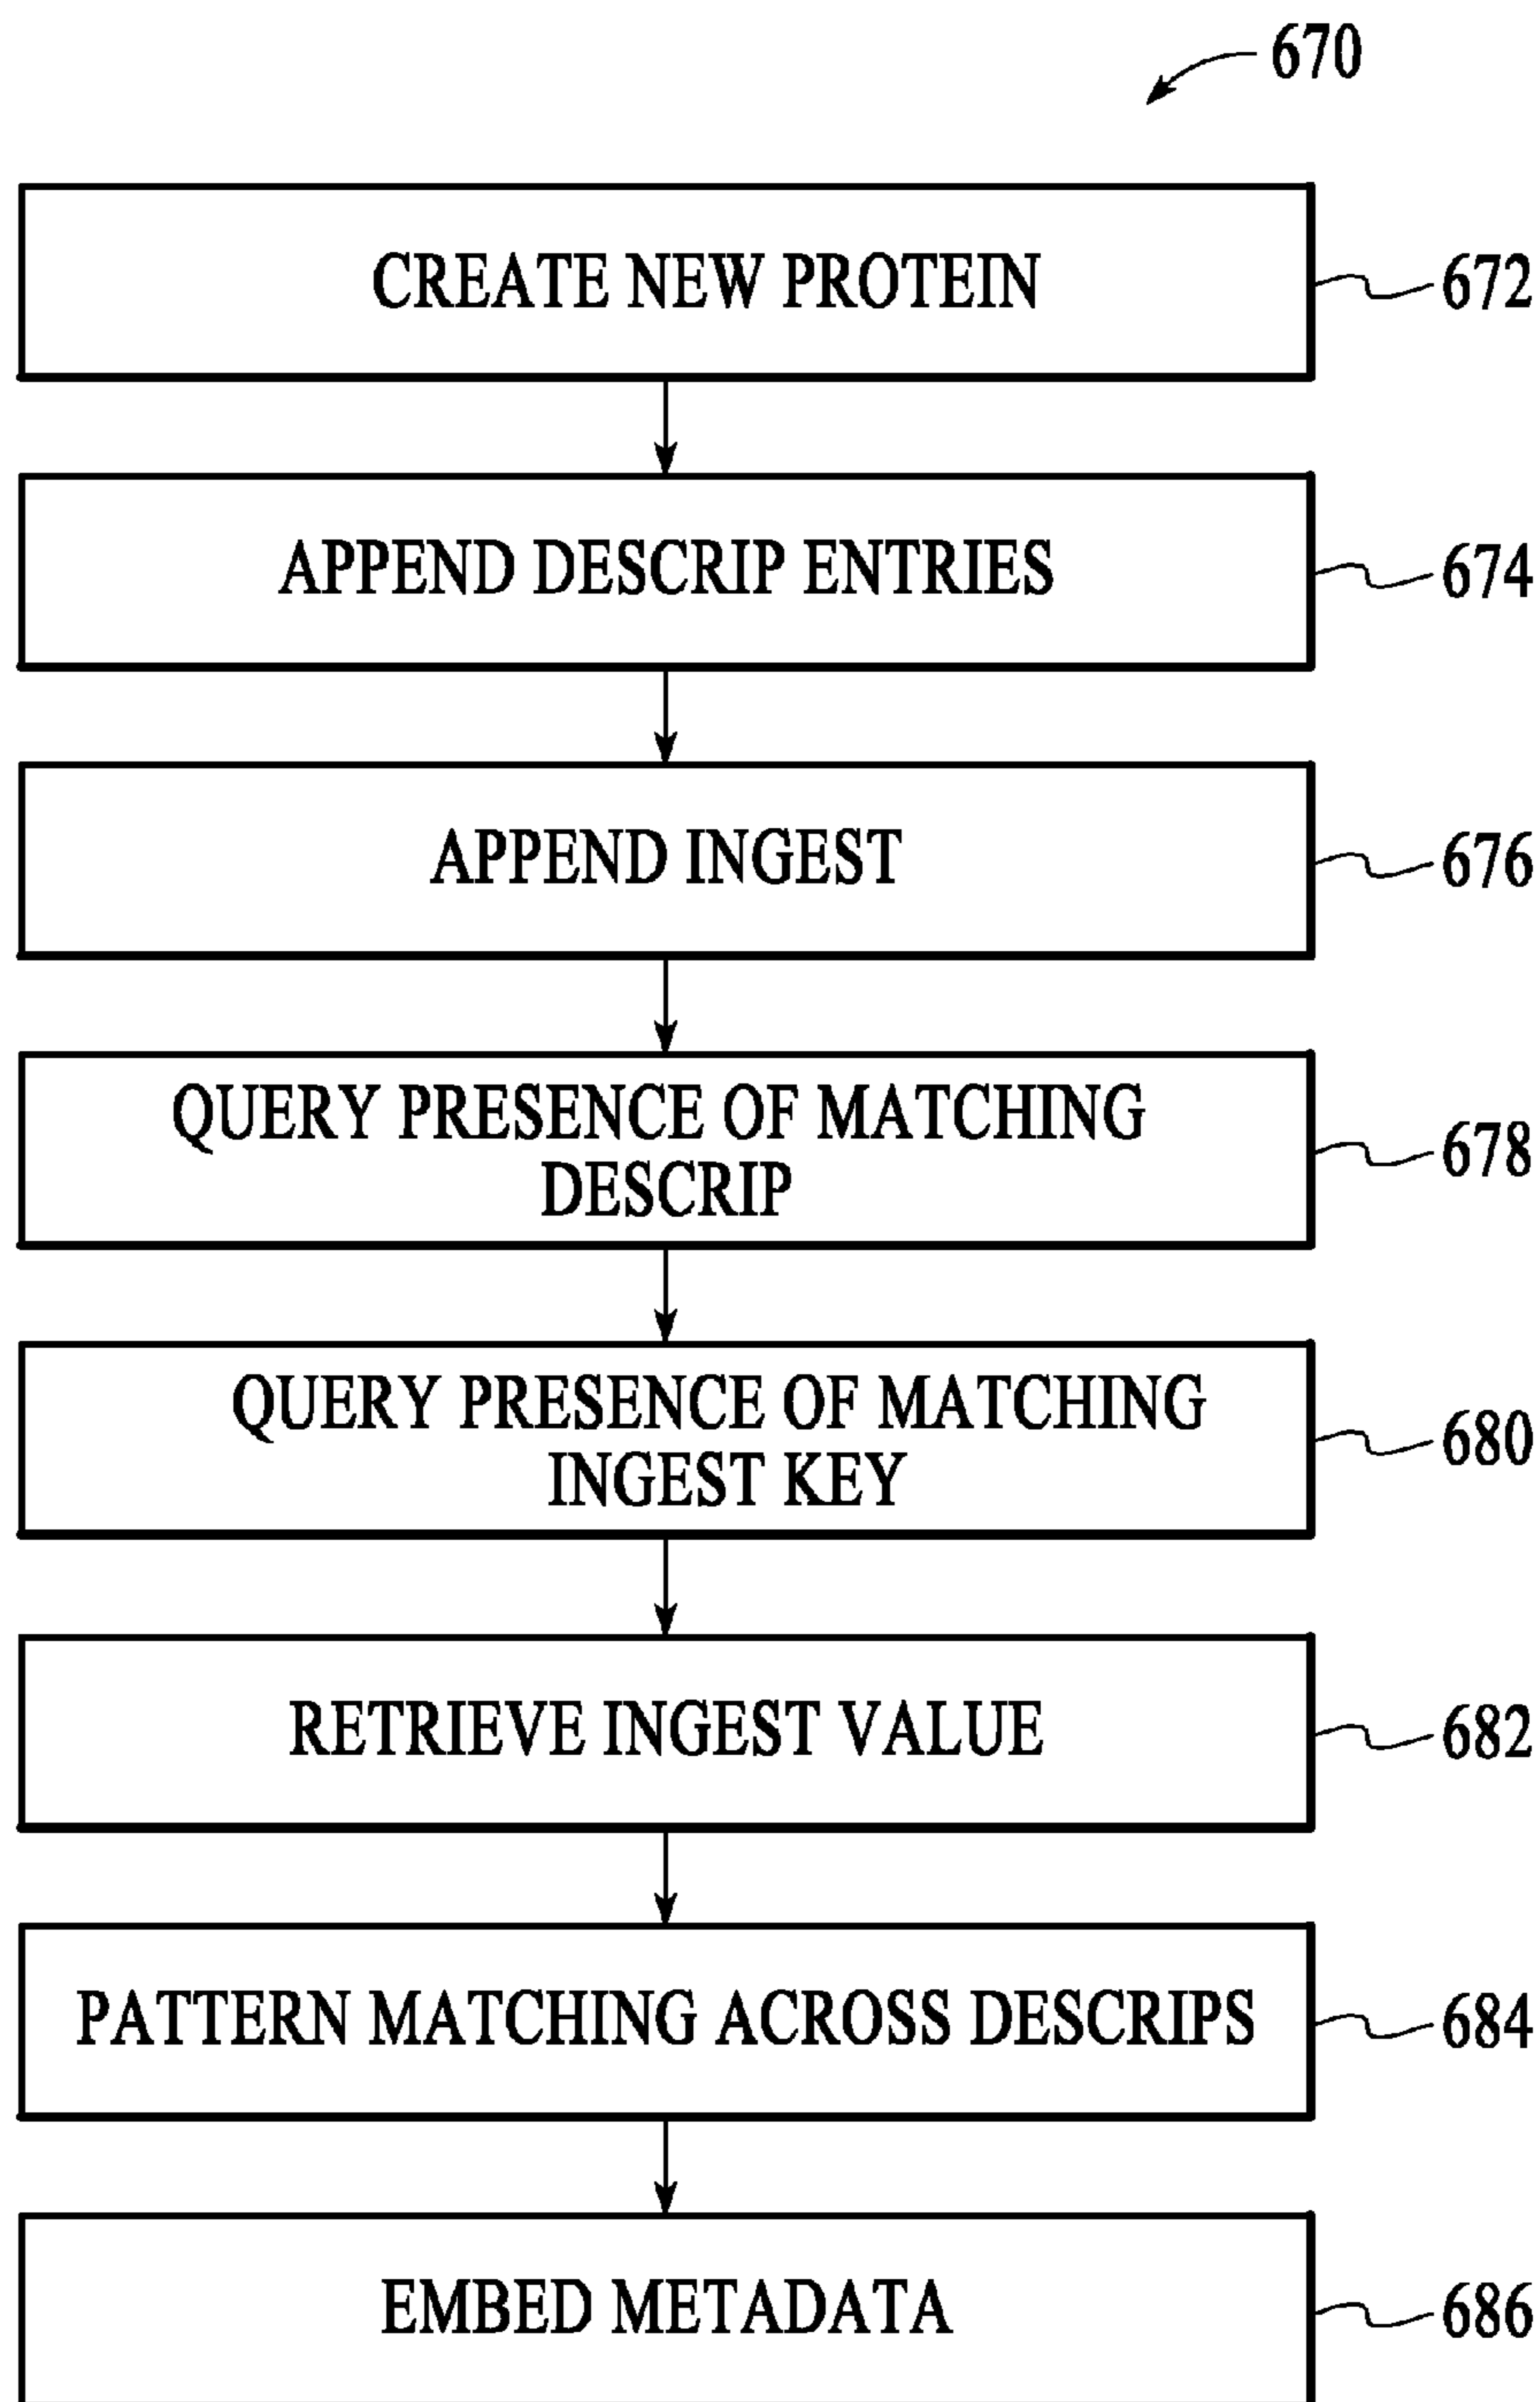 670
CREATE NEW PROTEIN
672
APPEND DESCRIP ENTRIES
674
APPEND INGEST
676
QUERY PRESENCE OF MATCHING
DESCRIP
678
QUERY PRESENCE OF MATCHING
INGEST KEY
680
RETRIEVE INGEST VALUE
682
PATTERN MATCHING ACROSS DESCRIPS
684
EMBED METADATA
686